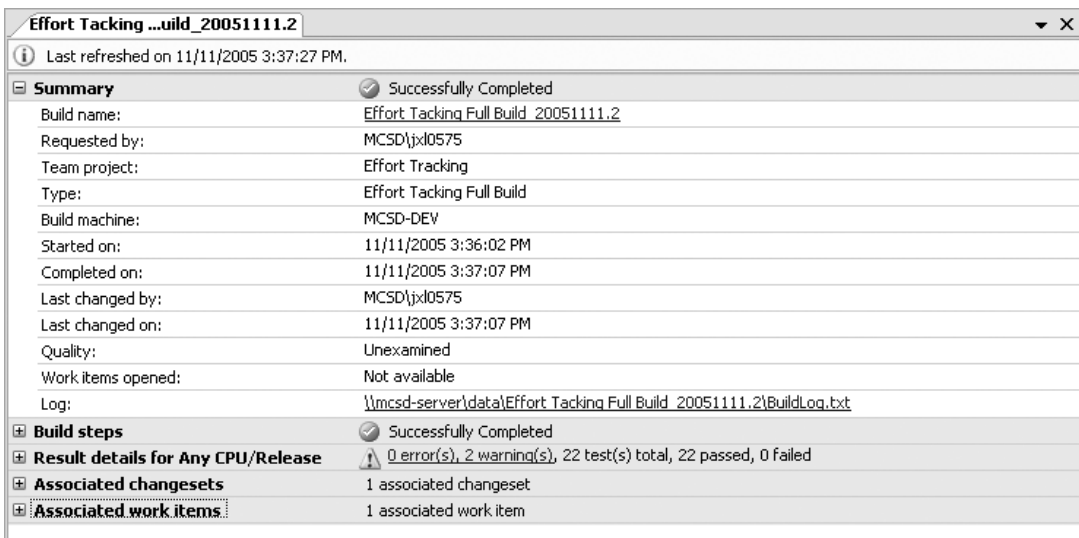 Effort Tacking ...uild_20051111.2
Last refreshed on 11/11/2005 3:37:27 PM.
Summary Successfully Completed
Build name: Effort Tacking Full Build_20051111.2
Requested by: MCSD\jxl0575
Team project: Effort Tracking
Type: Effort Tacking Full Build
Build machine: MCSD-DEV
Started on: 11/11/2005 3:36:02 PM
Completed on: 11/11/2005 3:37:07 PM
Last changed by: MCSD\jxl0575
Last changed on: 11/11/2005 3:37:07 PM
Quality: Unexamined
Work items opened: Not available
Log: \\mcsd-server\data\Effort Tacking Full Build_20051111.2\BuildLog.txt
Build steps Successfully Completed
Result details for Any CPU/Release 0 error(s), 2 warning(s), 22 test(s) total, 22 passed, 0 failed
Associated changesets 1 associated changeset
Associated work items 1 associated work item